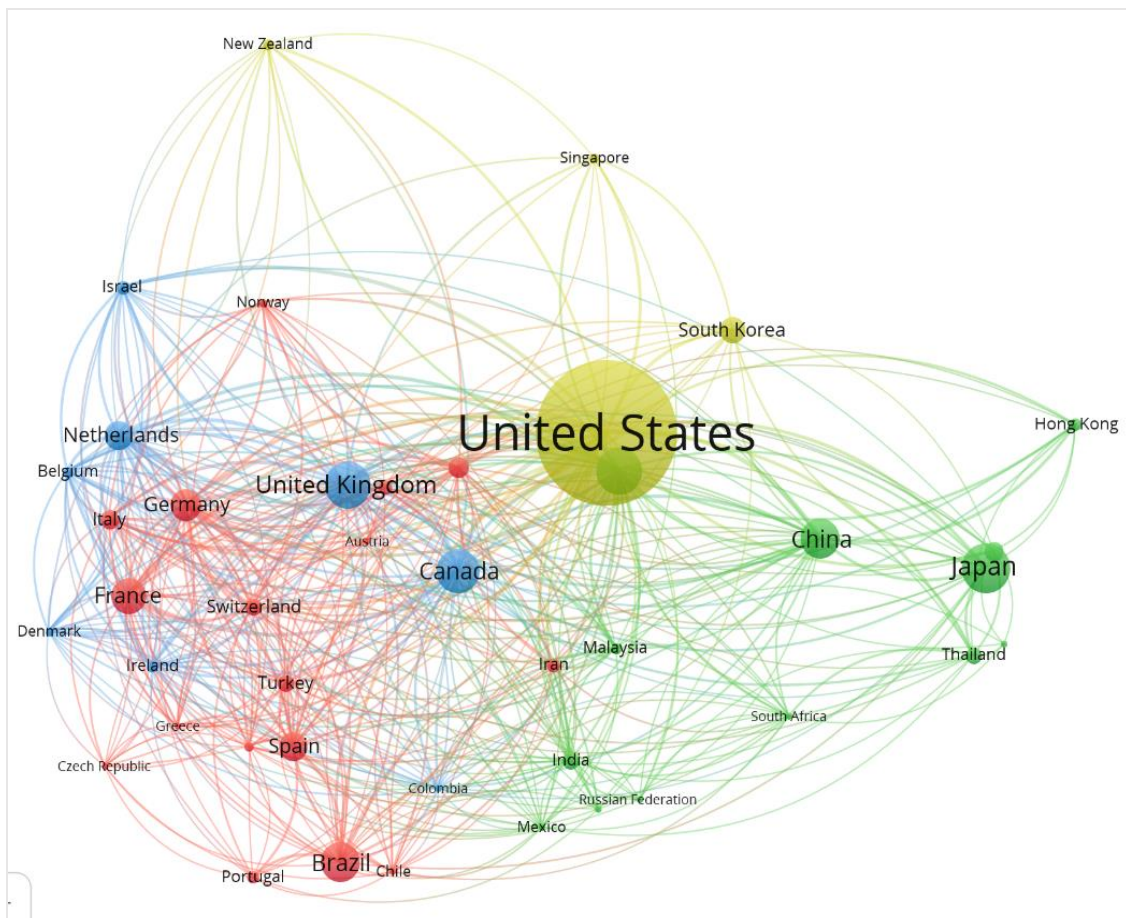 New Zealand
Singapore
Israel
Norway
South Korea
United States
Hong Kong
Netherlands
Belgium
United Kingdom
Germany
Italy
Austria
China
Japan
Canada
France
Switzerland
Denmark
Malaysia
Thailand
Ireland
Iran
Turkey
South Africa
Greece
Spain
India
Czech Republic
Colombia
Russian Federation
Mexico
Brazil
Chile
Portugal